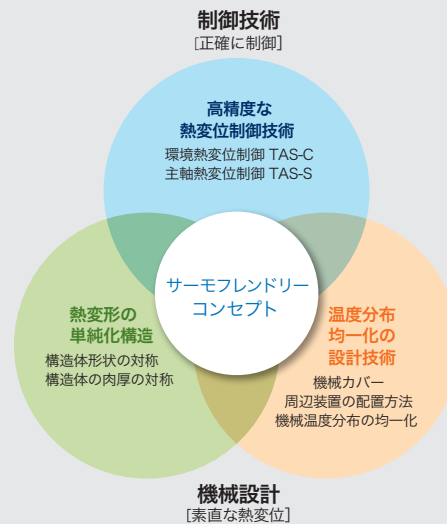 制御技術
[正確に制御]
高精度な
熱変位制御技術
環境熱変位制御 TAS-C
主軸熱変位制御 TAS-S
サーモフレンドリー
コンセプト
熱変形の
単純化構造
構造体形状の対称
構造体の肉厚の対称
温度分布
均一化の
設計技術
機械カバー
周辺装置の配置方法
機械温度分布の均一化
機械設計
[素直な熱変位]